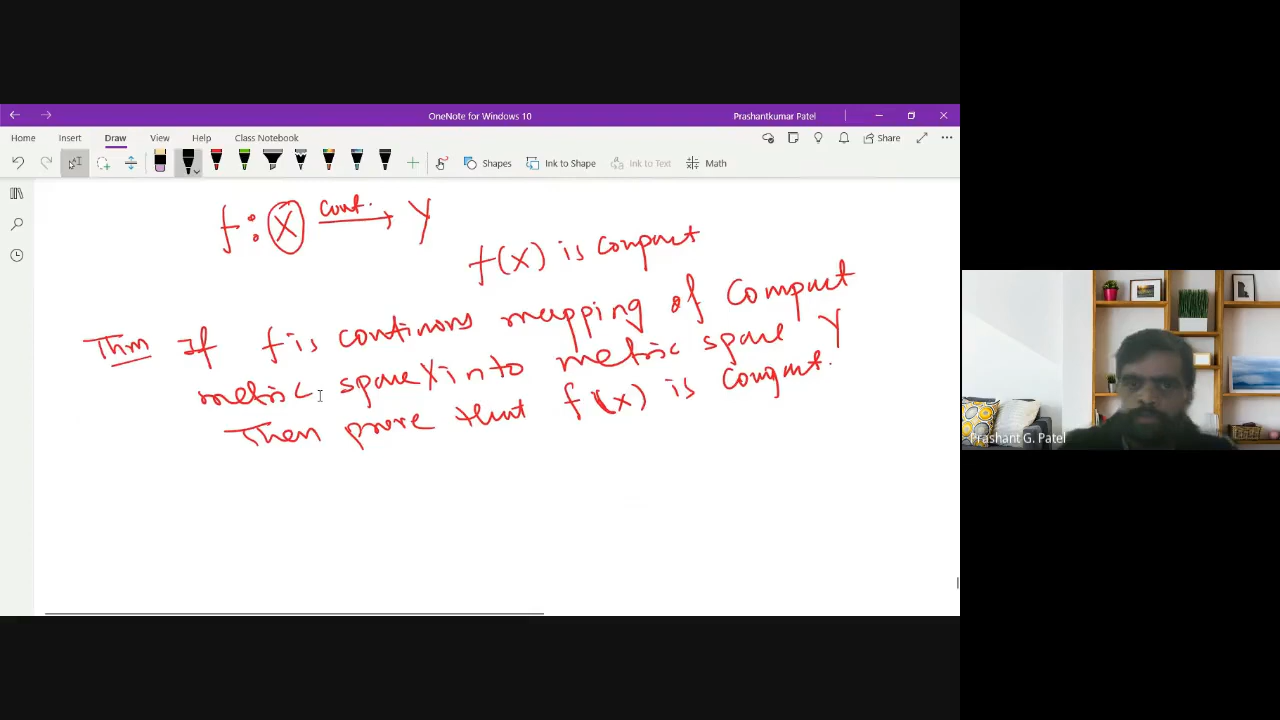 OneNote for Windows 10
Prashantkumar Patel
Home Insert Draw View Help Class Notebook
Share
Shapes Ink to Shape Ink to Text Math
f : X cont. → Y
f(X) is compact
Thm If f is continous mapping of compact
metric space X into metric space Y
Then prove that f(X) is compact.
Prashant G. Patel